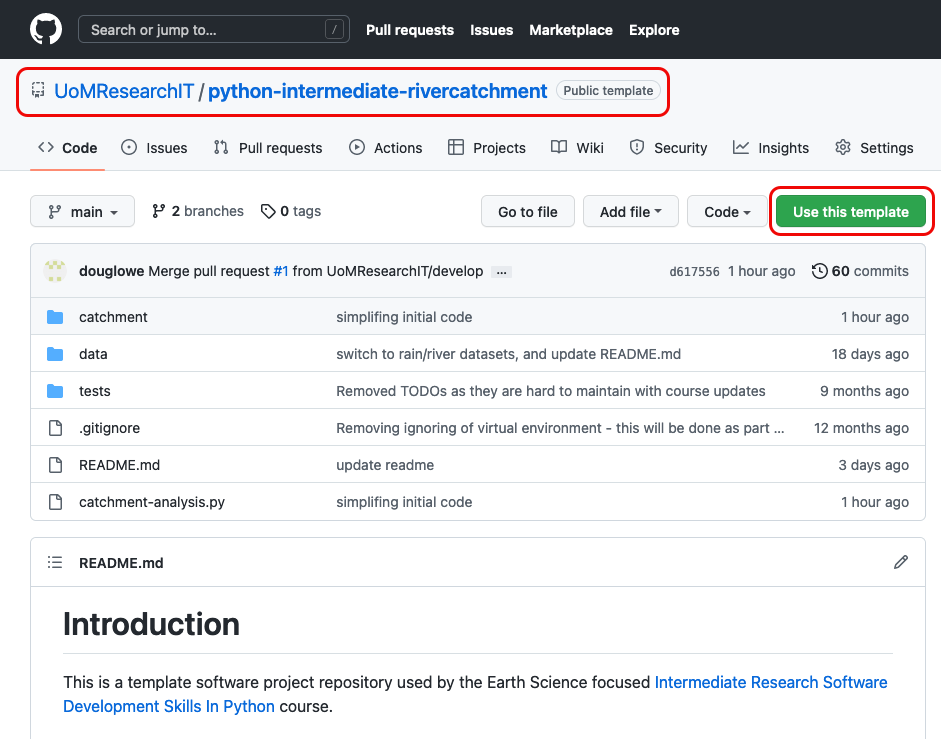 Search or jump to... / Pull requests Issues Marketplace Explore
UoMResearchIT / python-intermediate-rivercatchment Public template
Code Issues Pull requests Actions Projects Wiki Security Insights Settings
main 2 branches 0 tags Go to file Add file Code Use this template
douglowe Merge pull request #1 from UoMResearchIT/develop ... d617556 1 hour ago 60 commits
catchment simplifing initial code 1 hour ago
data switch to rain/river datasets, and update README.md 18 days ago
tests Removed TODOs as they are hard to maintain with course updates 9 months ago
.gitignore Removing ignoring of virtual environment - this will be done as part ... 12 months ago
README.md update readme 3 days ago
catchment-analysis.py simplifing initial code 1 hour ago
README.md
Introduction
This is a template software project repository used by the Earth Science focused Intermediate Research Software
Development Skills In Python course.